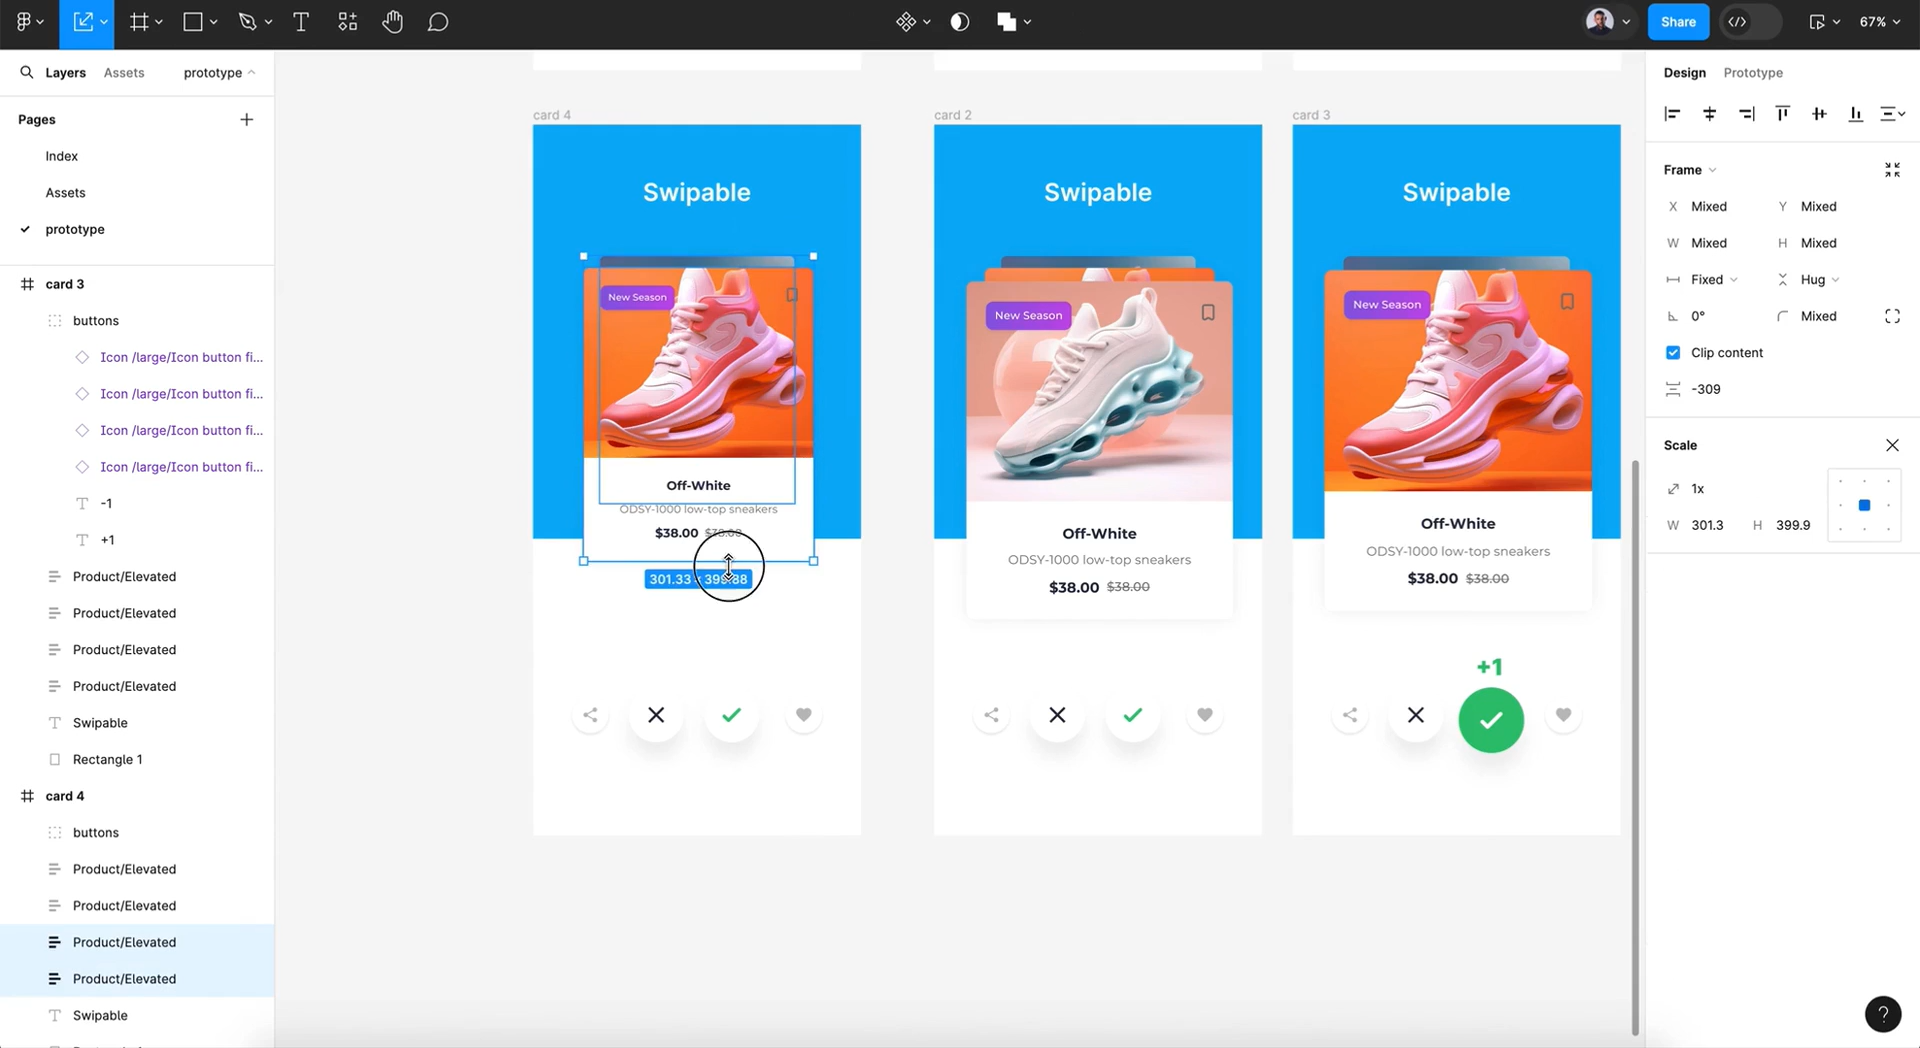 Share
67%
Layers
Assets
prototype
Pages
Index
Assets
prototype
card 3
buttons
Icon /large/Icon button fi...
Icon /large/Icon button fi...
Icon /large/Icon button fi...
Icon /large/Icon button fi...
-1
+1
Product/Elevated
Product/Elevated
Product/Elevated
Product/Elevated
Swipable
Rectangle 1
card 4
buttons
Product/Elevated
Product/Elevated
Product/Elevated
Product/Elevated
Swipable
card 4
Swipable
New Season
Off-White
ODSY-1000 low-top sneakers
$38.00 $38.00
card 2
Swipable
New Season
Off-White
ODSY-1000 low-top sneakers
$38.00 $38.00
card 3
Swipable
New Season
Off-White
ODSY-1000 low-top sneakers
$38.00 $38.00
+1
Design
Prototype
Frame
X Mixed
Y Mixed
W Mixed
H Mixed
Fixed
Hug
0°
Mixed
Clip content
-309
Scale
1x
W 301.3
H 399.9
?